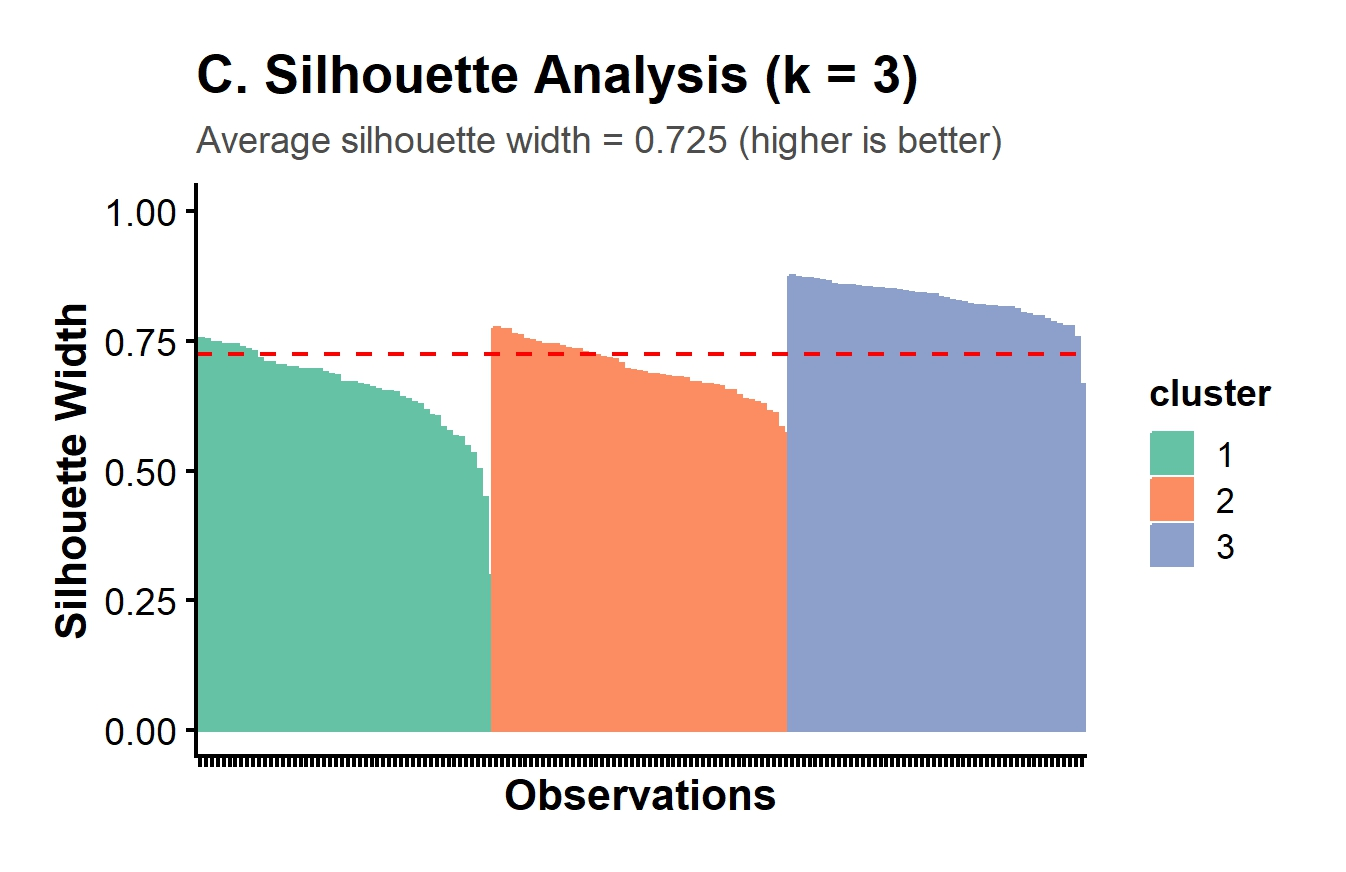 C. Silhouette Analysis (k = 3)
Average silhouette width = 0.725 (higher is better)
1.00
0.75
0.50
0.25
0.00
Silhouette Width
Observations
cluster
1
2
3